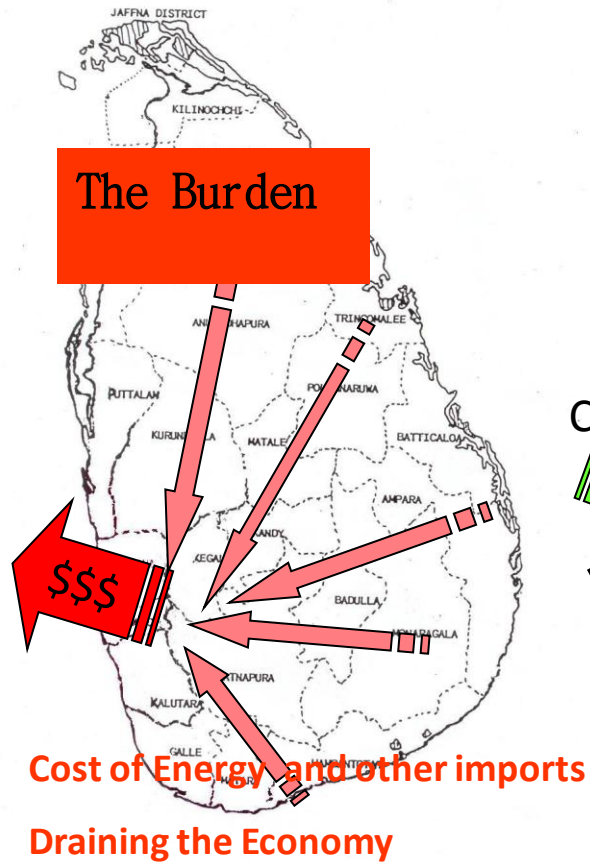 JAFFNA DISTRICT
KILINOCHCHI
The Burden
TRINCOMALEE
PUTTALAM
KURUN
MATALE
BATTICALOA
AMPARA
$$$
BADULLA
KALUTARA
GALLE
Cost of Energy and other imports
Draining the Economy